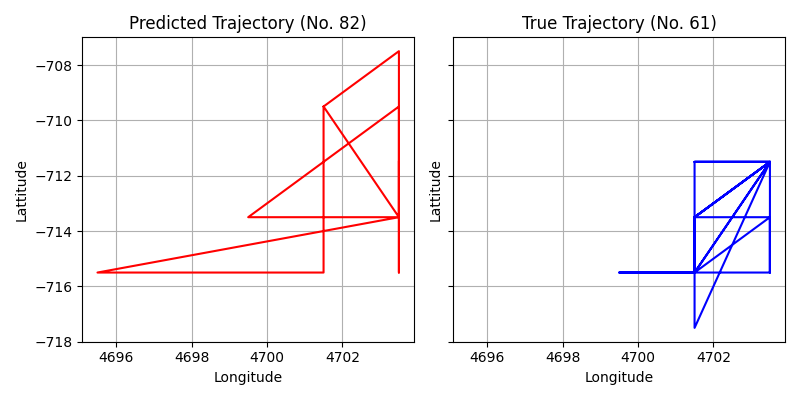 Predicted Trajectory (No. 82)
True Trajectory (No. 61)
Lattitude
−708
−710
−712
−714
−716
−718
4696
4698
4700
4702
Longitude
Lattitude
4696
4698
4700
4702
Longitude